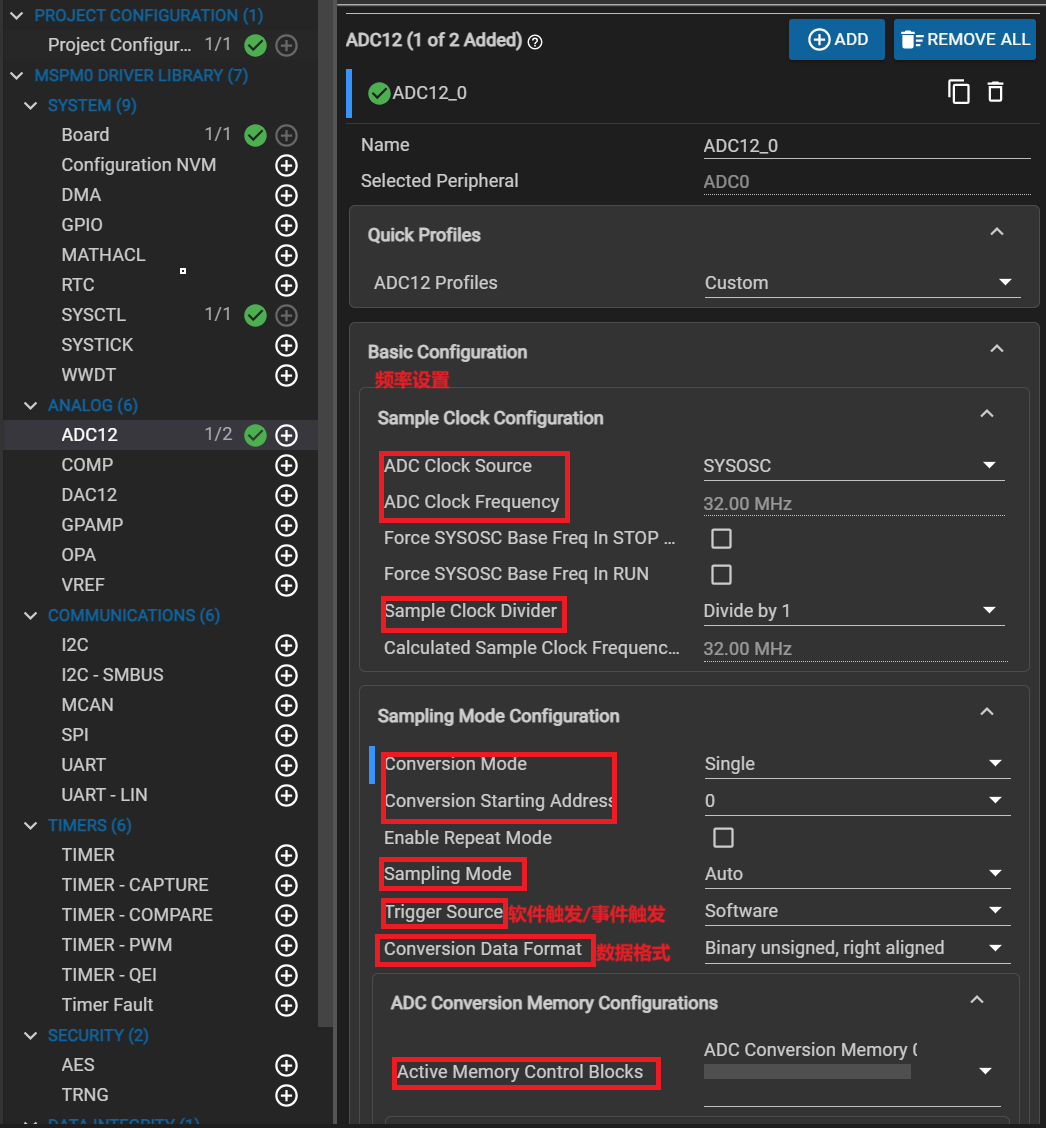 PROJECT CONFIGURATION (1)
Project Configur... 1/1
MSPM0 DRIVER LIBRARY (7)
SYSTEM (9)
Board 1/1
Configuration NVM
DMA
GPIO
MATHACL
RTC
SYSCTL 1/1
SYSTICK
WWDT
ANALOG (6)
ADC12 1/2
COMP
DAC12
GPAMP
OPA
VREF
COMMUNICATIONS (6)
I2C
I2C - SMBUS
MCAN
SPI
UART
UART - LIN
TIMERS (6)
TIMER
TIMER - CAPTURE
TIMER - COMPARE
TIMER - PWM
TIMER - QEI
Timer Fault
SECURITY (2)
AES
TRNG
DATA INTEGRITY (1)
ADC12 (1 of 2 Added) ?
ADD
REMOVE ALL
ADC12_0
Name ADC12_0
Selected Peripheral ADC0
Quick Profiles
ADC12 Profiles Custom
Basic Configuration
频率设置
Sample Clock Configuration
ADC Clock Source SYSOSC
ADC Clock Frequency 32.00 MHz
Force SYSOSC Base Freq In STOP ...
Force SYSOSC Base Freq In RUN
Sample Clock Divider Divide by 1
Calculated Sample Clock Frequenc... 32.00 MHz
Sampling Mode Configuration
Conversion Mode Single
Conversion Starting Address 0
Enable Repeat Mode
Sampling Mode Auto
Trigger Source 软件触发/事件触发 Software
Conversion Data Format 数据格式 Binary unsigned, right aligned
ADC Conversion Memory Configurations
ADC Conversion Memory
Active Memory Control Blocks